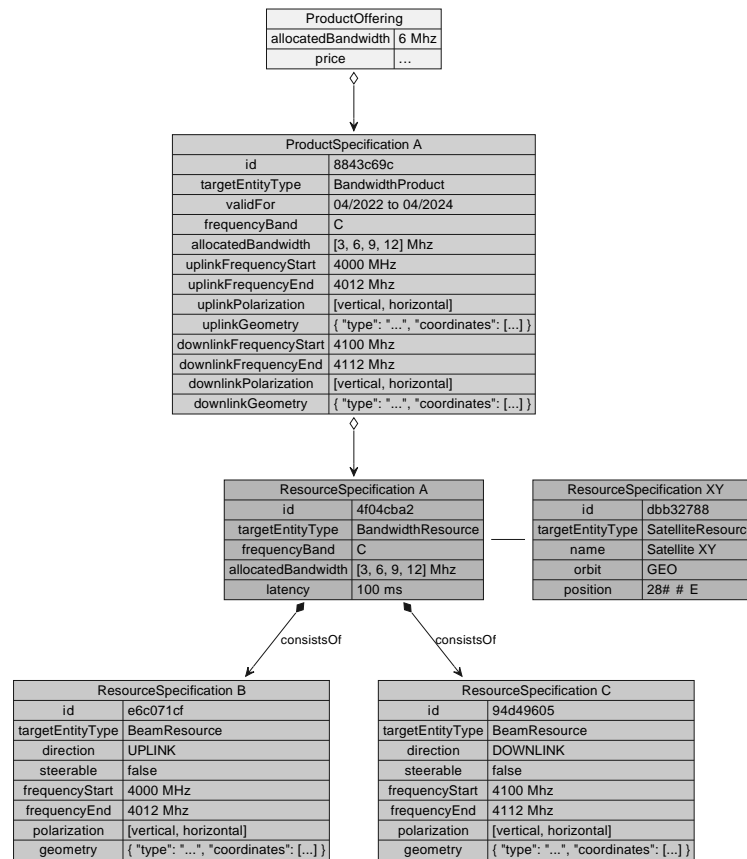 ProductOffering
allocatedBandwidth 6 Mhz
price ...
ProductSpecification A
id 8843c69c
targetEntityType BandwidthProduct
validFor 04/2022 to 04/2024
frequencyBand C
allocatedBandwidth [3, 6, 9, 12] Mhz
uplinkFrequencyStart 4000 MHz
uplinkFrequencyEnd 4012 Mhz
uplinkPolarization [vertical, horizontal]
uplinkGeometry { "type": "...", "coordinates": [...] }
downlinkFrequencyStart 4100 Mhz
downlinkFrequencyEnd 4112 Mhz
downlinkPolarization [vertical, horizontal]
downlinkGeometry { "type": "...", "coordinates": [...] }
ResourceSpecification A
id 4f04cba2
targetEntityType BandwidthResource
frequencyBand C
allocatedBandwidth [3, 6, 9, 12] Mhz
latency 100 ms
ResourceSpecification XY
id dbb32788
targetEntityType SatelliteResourc
name Satellite XY
orbit GEO
position 28# # E
consistsOf
consistsOf
ResourceSpecification B
id e6c071cf
targetEntityType BeamResource
direction UPLINK
steerable false
frequencyStart 4000 MHz
frequencyEnd 4012 Mhz
polarization [vertical, horizontal]
geometry { "type": "...", "coordinates": [...] }
ResourceSpecification C
id 94d49605
targetEntityType BeamResource
direction DOWNLINK
steerable false
frequencyStart 4100 Mhz
frequencyEnd 4112 Mhz
polarization [vertical, horizontal]
geometry { "type": "...", "coordinates": [...] }